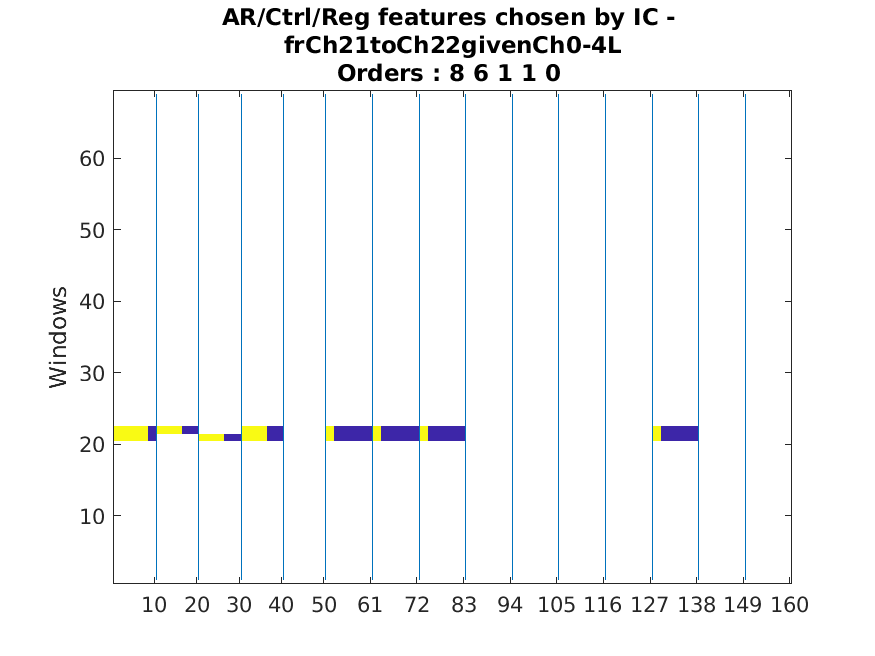 AR/Ctrl/Reg features chosen by IC -
frCh21toCh22givenCh0-4L
Orders : 8 6 1 1 0
Windows
60
50
40
30
20
10
10 20 30 40 50 61 72 83 94 105 116 127 138 149 160